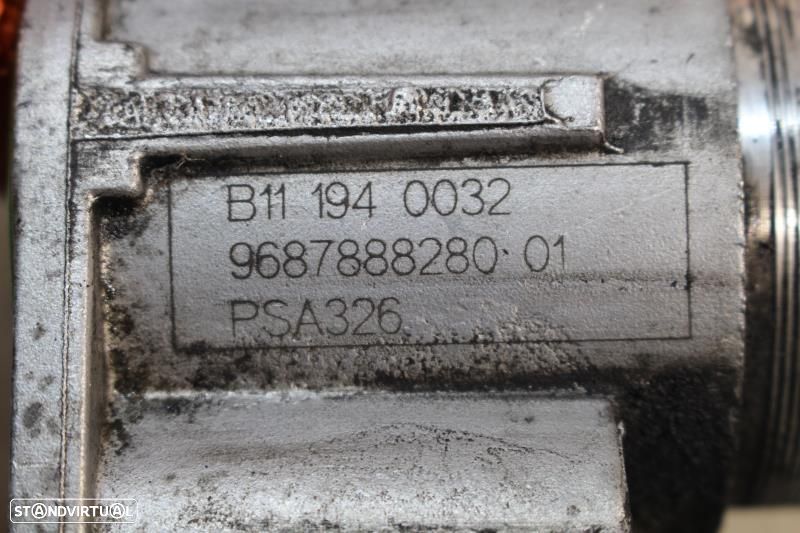 B11 194 0032
9687888280 01
PSA326
STANDVIRTUAL